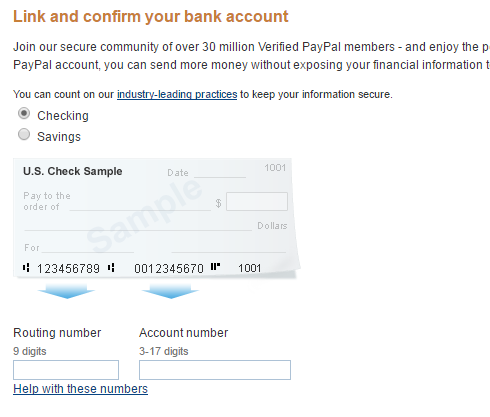 Link and confirm your bank account
Join our secure community of over 30 million Verified PayPal members - and enjoy the p
PayPal account, you can send more money without exposing your financial information t
You can count on our industry-leading practices to keep your information secure.
Checking
Savings
U.S. Check Sample Date 1001
Pay to the
order of $
Sample
Dollars
For
⑆ 123456789 ⑆ 0012345670 ⑈ 1001
Routing number Account number
9 digits 3-17 digits
Help with these numbers